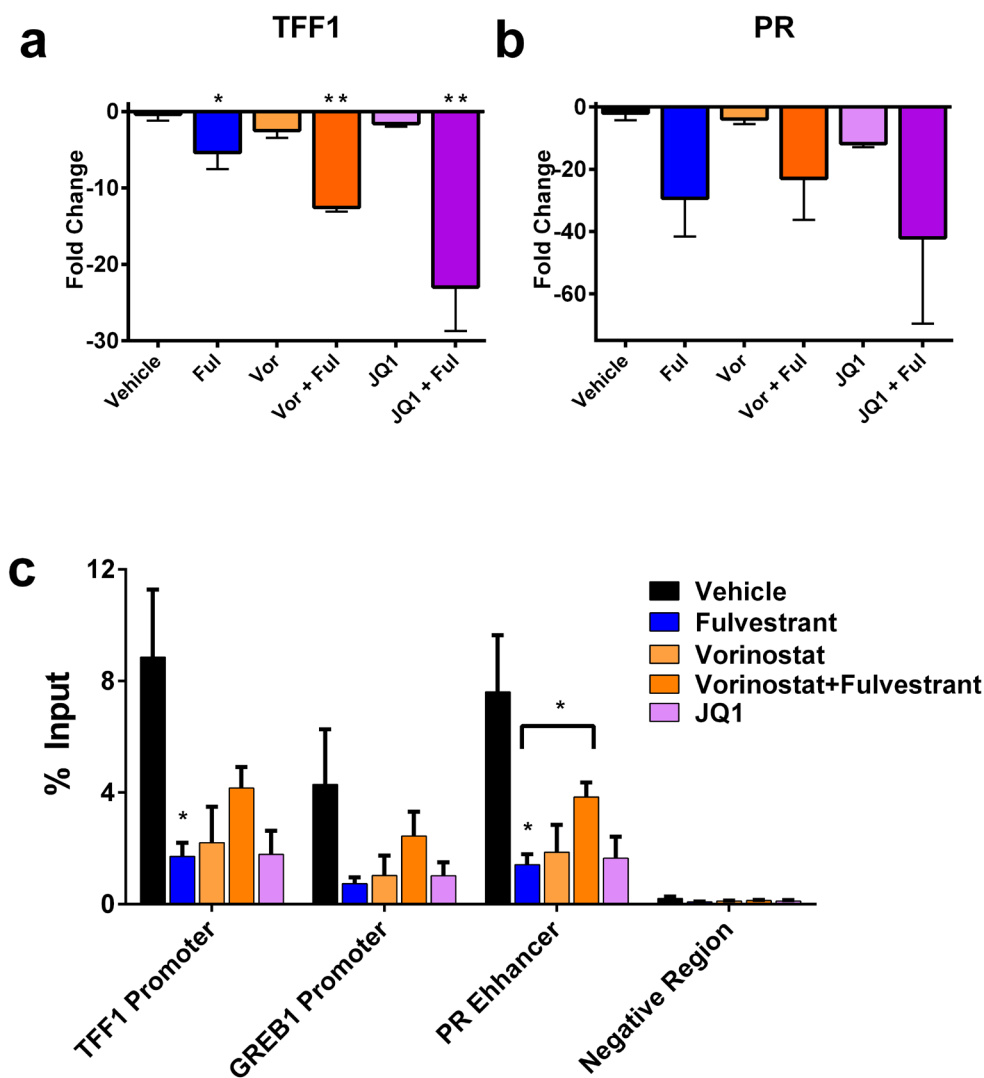 a
TFF1
* ** **
0
-10
-20
-30
Fold Change
Vehicle
Ful
Vor
Vor + Ful
JQ1
JQ1 + Ful
b
PR
0
-20
-40
-60
Fold Change
Vehicle
Ful
Vor
Vor + Ful
JQ1
JQ1 + Ful
c
12
8
4
0
% Input
* * *
Vehicle
Fulvestrant
Vorinostat
Vorinostat+Fulvestrant
JQ1
TFF1 Promoter
GREB1 Promoter
PR Ehhancer
Negative Region